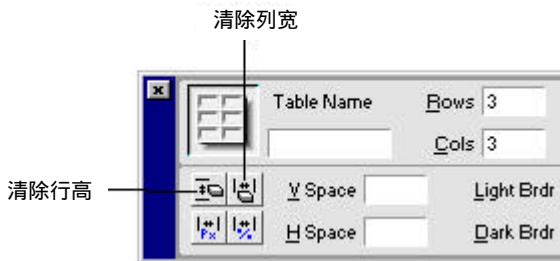 清除列宽
Table Name
Rows 3
Cols 3
清除行高
V Space
Light Brdr
Px
%
H Space
Dark Brdr